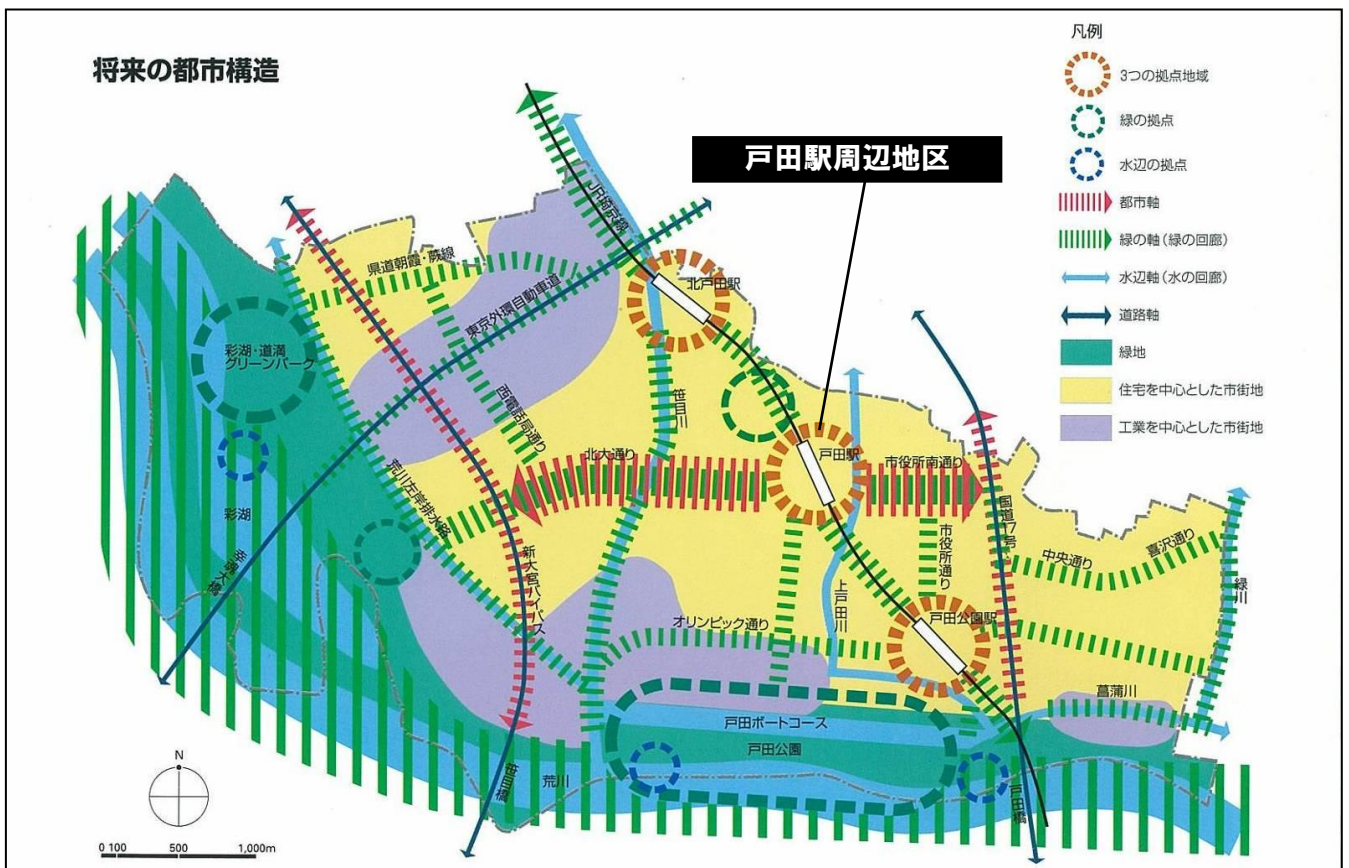 将来の都市構造
凡例
3つの拠点地域
緑の拠点
水辺の拠点
都市軸
緑の軸(緑の回廊)
水辺軸(水の回廊)
道路軸
緑地
住宅を中心とした市街地
工業を中心とした市街地
戸田駅周辺地区
JR埼京線
県道朝霞・蕨線
東京外環自動車道
北戸田駅
彩湖・道満
グリーンパーク
西電話局通り
笹目川
北大通り
戸田駅
市役所南通り
国道17号
荒川左岸排水路
彩湖
幸魂大橋
新大宮バイパス
市役所通り
中央通り
喜沢通り
緑川
上戸田川
オリンピック通り
戸田公園駅
菖蒲川
戸田ボートコース
戸田公園
荒川
笹目橋
戸田橋
N
0 100 500 1,000m